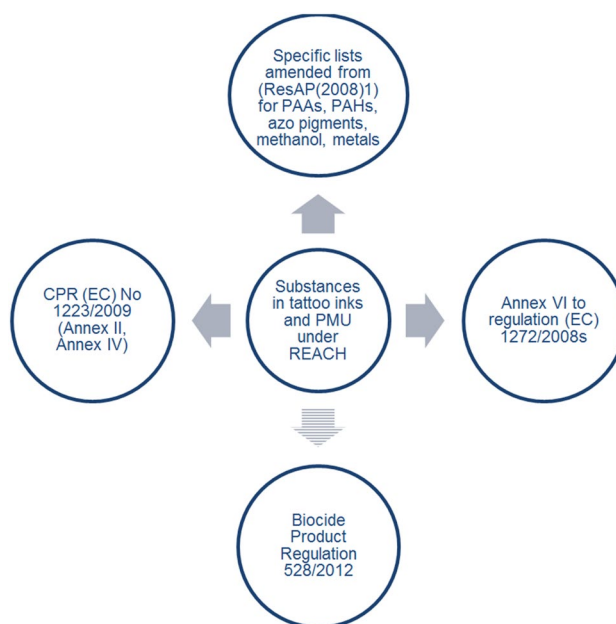 Specific lists
amended from
(ResAP(2008)1)
for PAAs, PAHs,
azo pigments,
methanol, metals
CPR (EC) No
1223/2009
(Annex II,
Annex IV)
Substances
in tattoo inks
and PMU
under
REACH
Annex VI to
regulation (EC)
1272/2008s
Biocide
Product
Regulation
528/2012